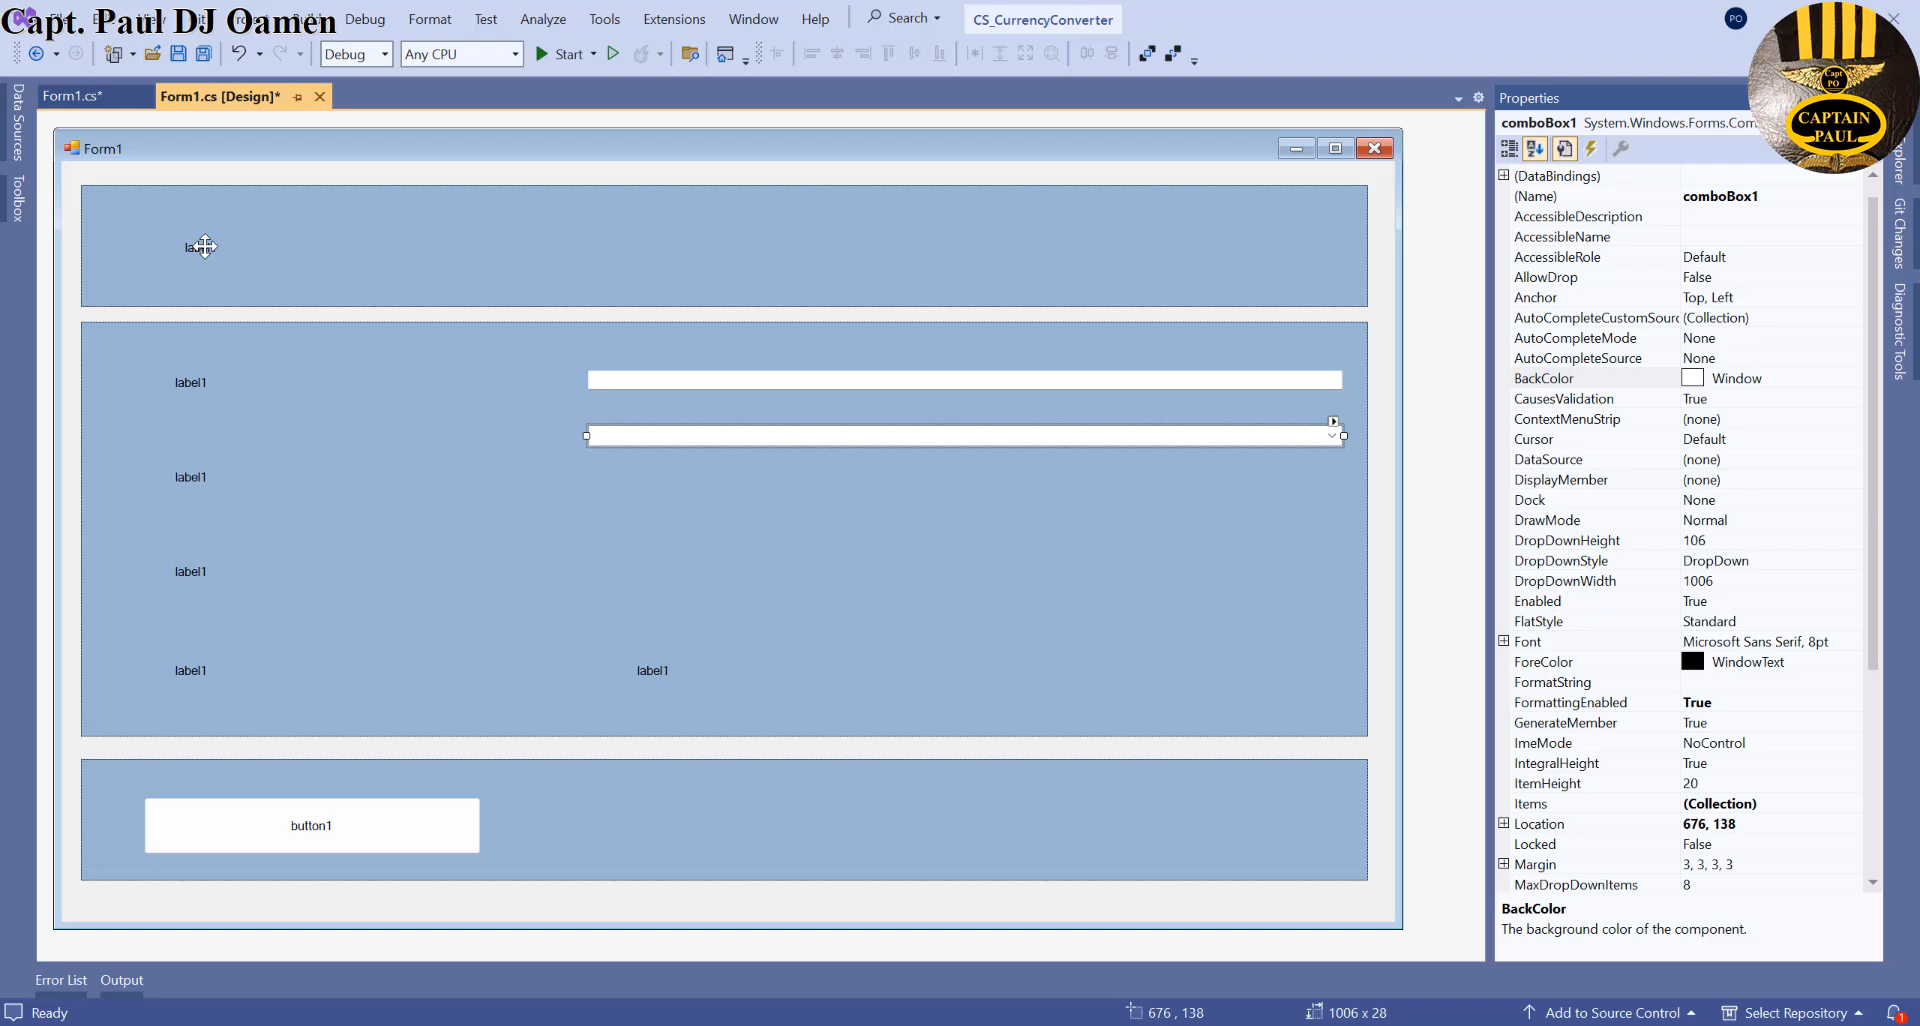 Capt. Paul DJ Oamen
Debug Format Test Analyze Tools Extensions Window Help Search CS_CurrencyConverter PO
Debug Any CPU Start
Capt
PO
CAPTAIN
PAUL
Data Sources
Toolbox
Form1.cs* Form1.cs [Design]*
Form1
label1
label1
label1
label1 label1
button1
Properties
comboBox1 System.Windows.Forms.Com
(DataBindings)
(Name) comboBox1
AccessibleDescription
AccessibleName
AccessibleRole Default
AllowDrop False
Anchor Top, Left
AutoCompleteCustomSourc (Collection)
AutoCompleteMode None
AutoCompleteSource None
BackColor Window
CausesValidation True
ContextMenuStrip (none)
Cursor Default
DataSource (none)
DisplayMember (none)
Dock None
DrawMode Normal
DropDownHeight 106
DropDownStyle DropDown
DropDownWidth 1006
Enabled True
FlatStyle Standard
Font Microsoft Sans Serif, 8pt
ForeColor WindowText
FormatString
FormattingEnabled True
GenerateMember True
ImeMode NoControl
IntegralHeight True
ItemHeight 20
Items (Collection)
Location 676, 138
Locked False
Margin 3, 3, 3, 3
MaxDropDownItems 8
BackColor
The background color of the component.
Git Changes
Diagnostic Tools
Error List Output
Ready 676 , 138 1006 x 28 Add to Source Control Select Repository 1